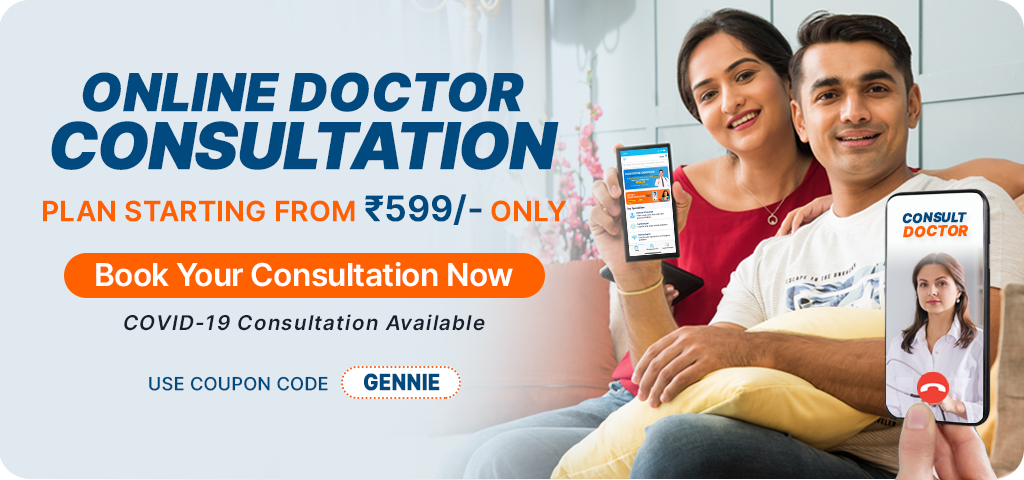 ONLINE DOCTOR
CONSULTATION
PLAN STARTING FROM ₹599/- ONLY
Book Your Consultation Now
COVID-19 Consultation Available
USE COUPON CODE GENNIE
CONSULT
DOCTOR